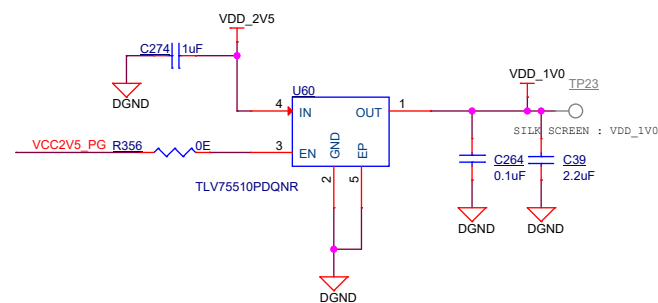 VDD_2V5
C274 1uF
DGND
U60
4 IN OUT 1
VDD_1V0
TP23
SILK SCREEN : VDD_1V0
VCC2V5_PG R356 0E 3 EN
GND
EP
C264
0.1uF
C39
2.2uF
TLV75510PDQNR
2
5
DGND
DGND
DGND